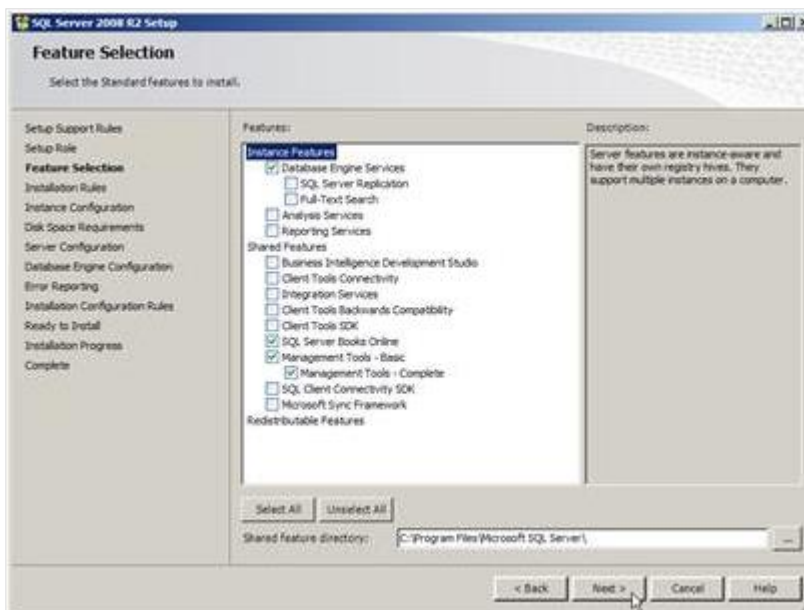 SQL Server 2008 R2 Setup
Feature Selection
Select the Standard features to install.
Setup Support Rules
Setup Role
Feature Selection
Installation Rules
Instance Configuration
Disk Space Requirements
Server Configuration
Database Engine Configuration
Error Reporting
Installation Configuration Rules
Ready to Install
Installation Progress
Complete
Features:
Instance Features
Database Engine Services
SQL Server Replication
Full-Text Search
Analysis Services
Reporting Services
Shared Features
Business Intelligence Development Studio
Client Tools Connectivity
Integration Services
Client Tools Backwards Compatibility
Client Tools SDK
SQL Server Books Online
Management Tools - Basic
Management Tools - Complete
SQL Client Connectivity SDK
Microsoft Sync Framework
Redistributable Features
Description:
Server features are instance-aware and
have their own registry hives. They
support multiple instances on a computer.
Select All
Unselect All
Shared feature directory:
C:\Program Files\Microsoft SQL Server\
...
< Back
Next >
Cancel
Help